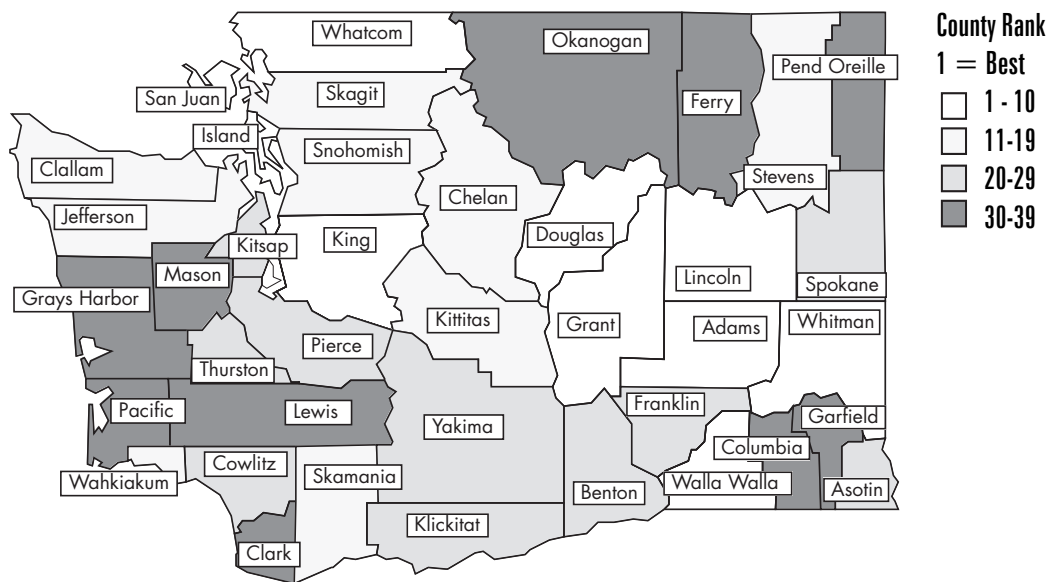 Whatcom
Okanogan
Pend Oreille
San Juan
Skagit
Ferry
Island
Snohomish
Clallam
Chelan
Stevens
Jefferson
Kitsap
King
Douglas
Mason
Lincoln
Spokane
Grays Harbor
Kittitas
Grant
Adams
Whitman
Pierce
Thurston
Pacific
Lewis
Yakima
Franklin
Garfield
Columbia
Wahkiakum
Cowlitz
Skamania
Benton
Walla Walla
Asotin
Klickitat
Clark
County Rank
1 = Best
1 - 10
11-19
20-29
30-39